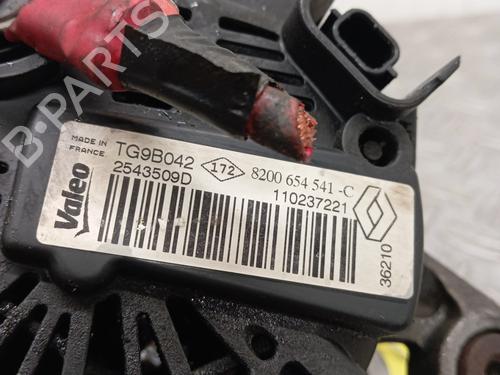 B-PARTS
MADE IN
FRANCE
Valeo
TG9B042
172
8200 654 541 -C
2543509D
110237221
36210